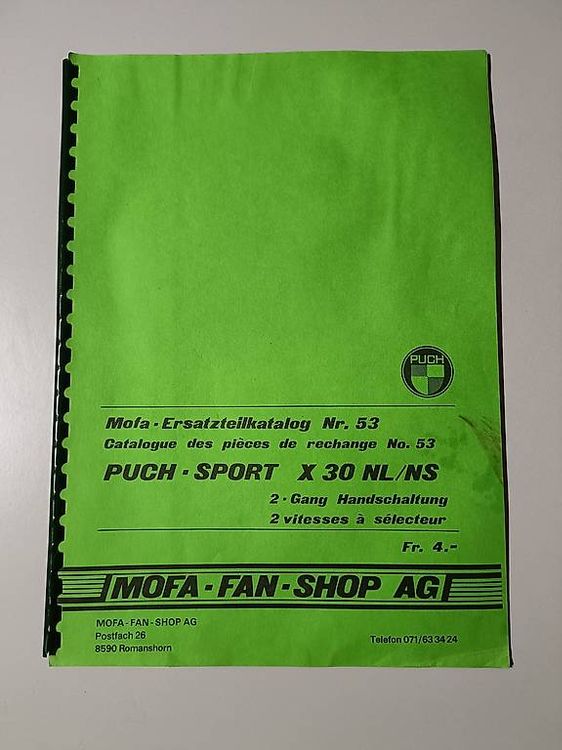 PUCH
Mofa-Ersatzteilkatalog Nr. 53
Catalogue des pièces de rechange No. 53
PUCH-SPORT X 30 NL/NS
2-Gang Handschaltung
2 vitesses à sélecteur
Fr. 4.-
MOFA-FAN-SHOP AG
MOFA-FAN-SHOP AG
Postfach 26
8590 Romanshorn
Telefon 071/63 34 24